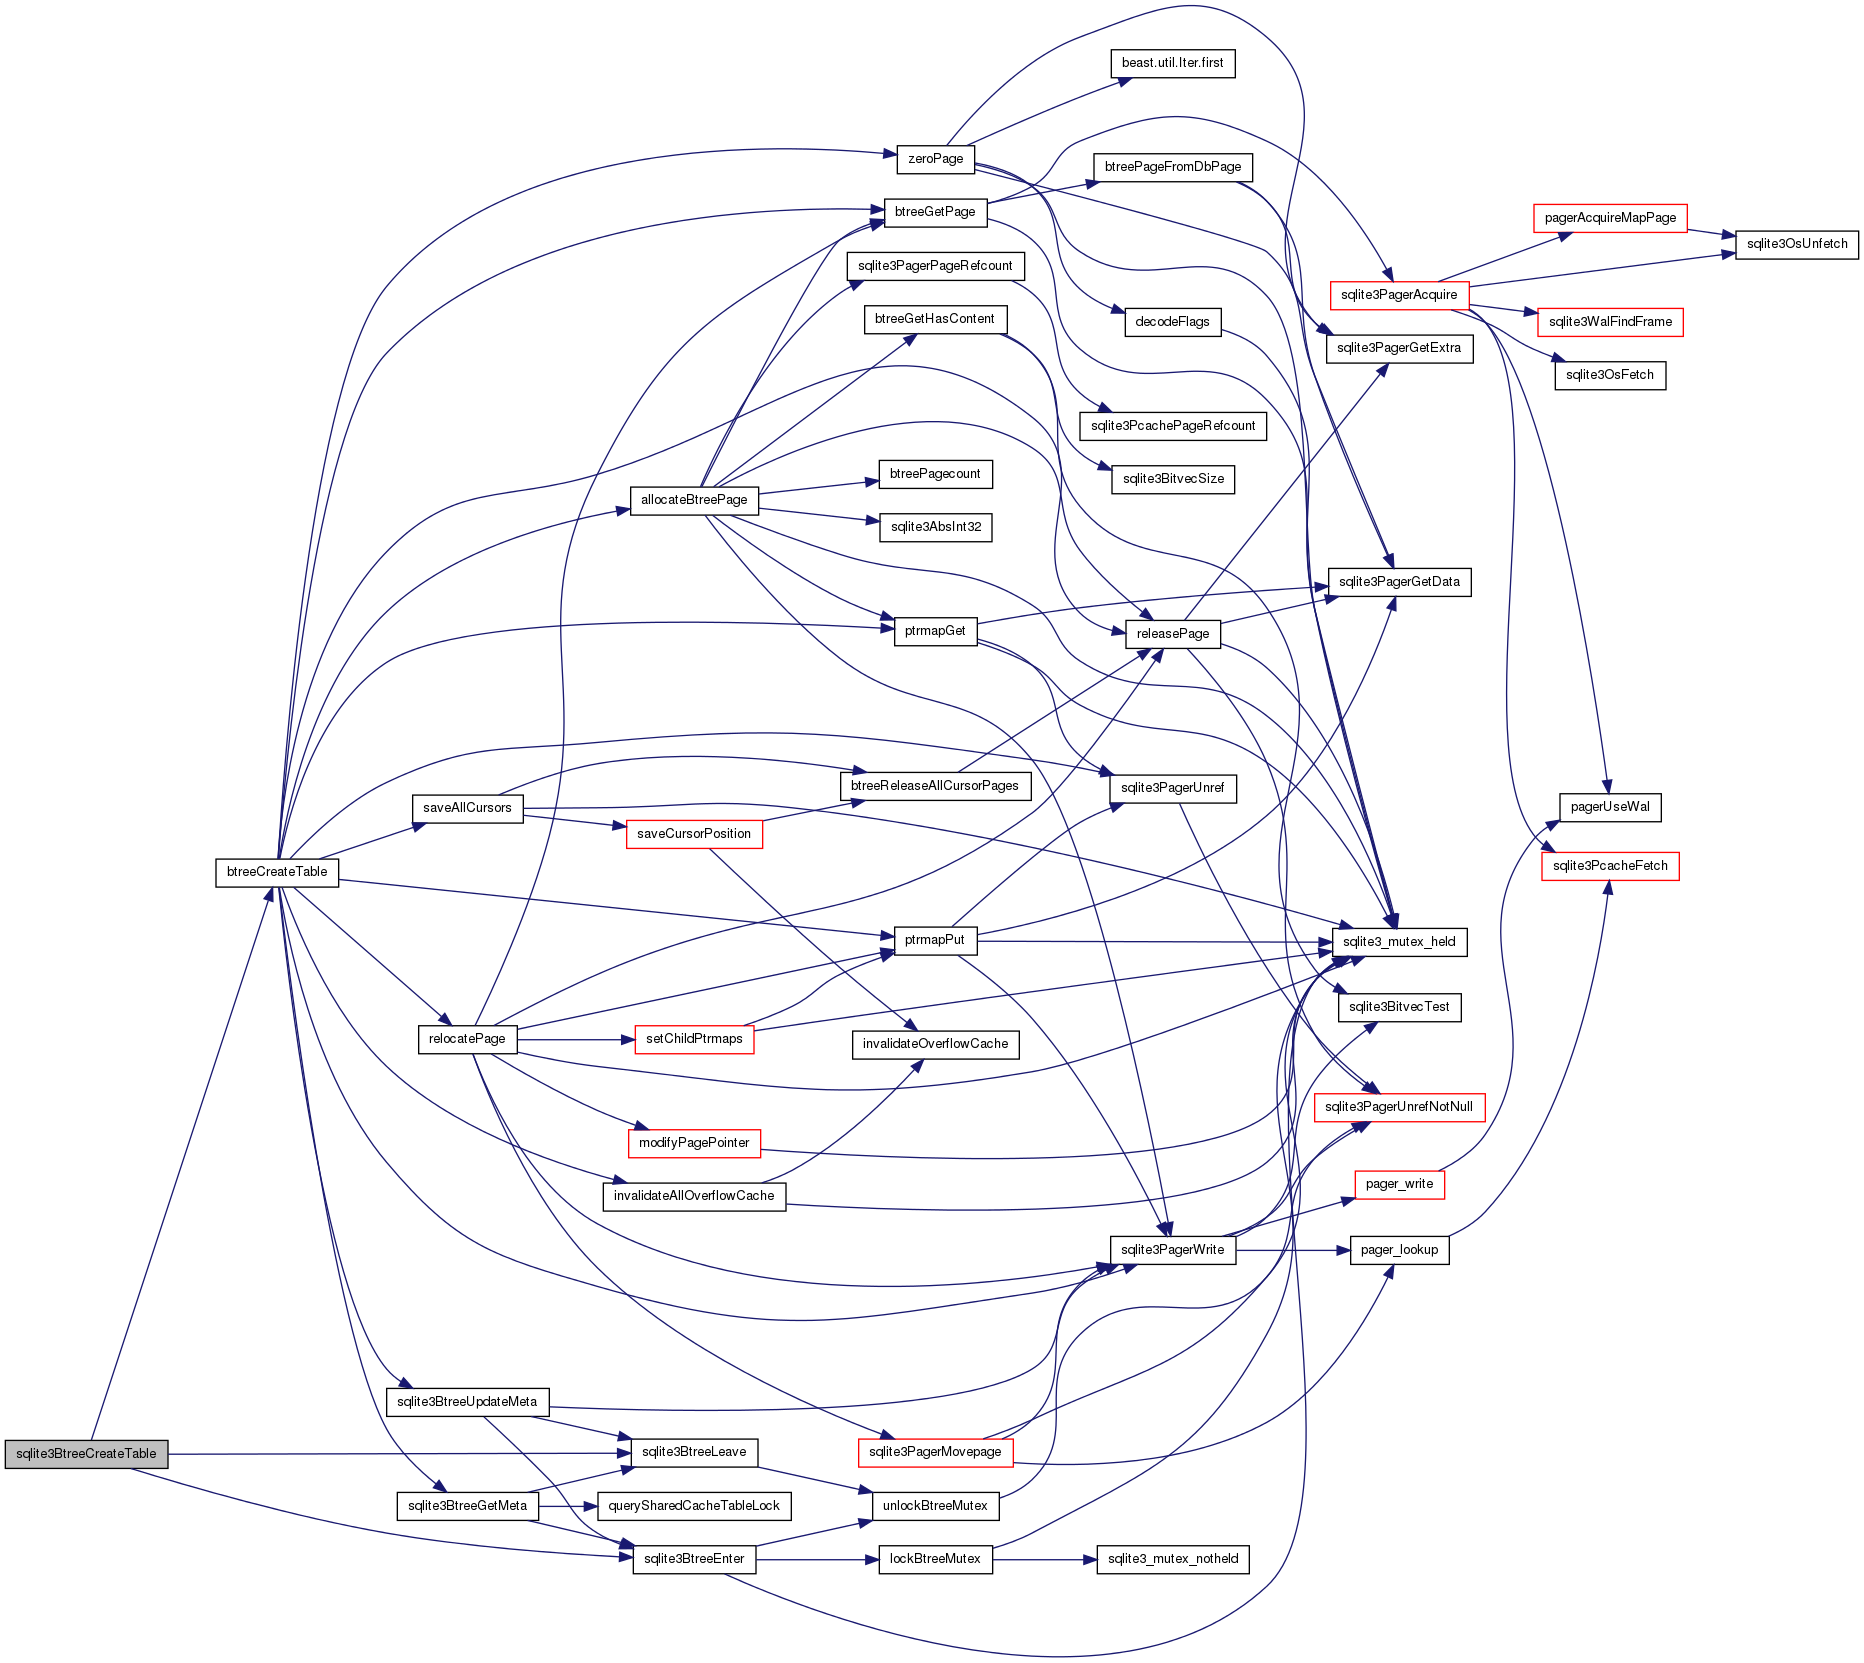 beast.util.Iter.first
zeroPage
btreePageFromDbPage
btreeGetPage
pagerAcquireMapPage
sqlite3OsUnfetch
sqlite3PagerPageRefcount
sqlite3PagerAcquire
btreeGetHasContent
decodeFlags
sqlite3WalFindFrame
sqlite3PagerGetExtra
sqlite3OsFetch
sqlite3PcachePageRefcount
btreePagecount
sqlite3BitvecSize
allocateBtreePage
sqlite3AbsInt32
sqlite3PagerGetData
ptrmapGet
releasePage
btreeReleaseAllCursorPages
sqlite3PagerUnref
saveAllCursors
pagerUseWal
saveCursorPosition
sqlite3PcacheFetch
btreeCreateTable
ptrmapPut
sqlite3_mutex_held
sqlite3BitvecTest
relocatePage
setChildPtrmaps
invalidateOverflowCache
sqlite3PagerUnrefNotNull
modifyPagePointer
pager_write
invalidateAllOverflowCache
sqlite3PagerWrite
pager_lookup
sqlite3BtreeUpdateMeta
sqlite3BtreeCreateTable
sqlite3BtreeLeave
sqlite3PagerMovepage
sqlite3BtreeGetMeta
querySharedCacheTableLock
unlockBtreeMutex
sqlite3BtreeEnter
lockBtreeMutex
sqlite3_mutex_notheld